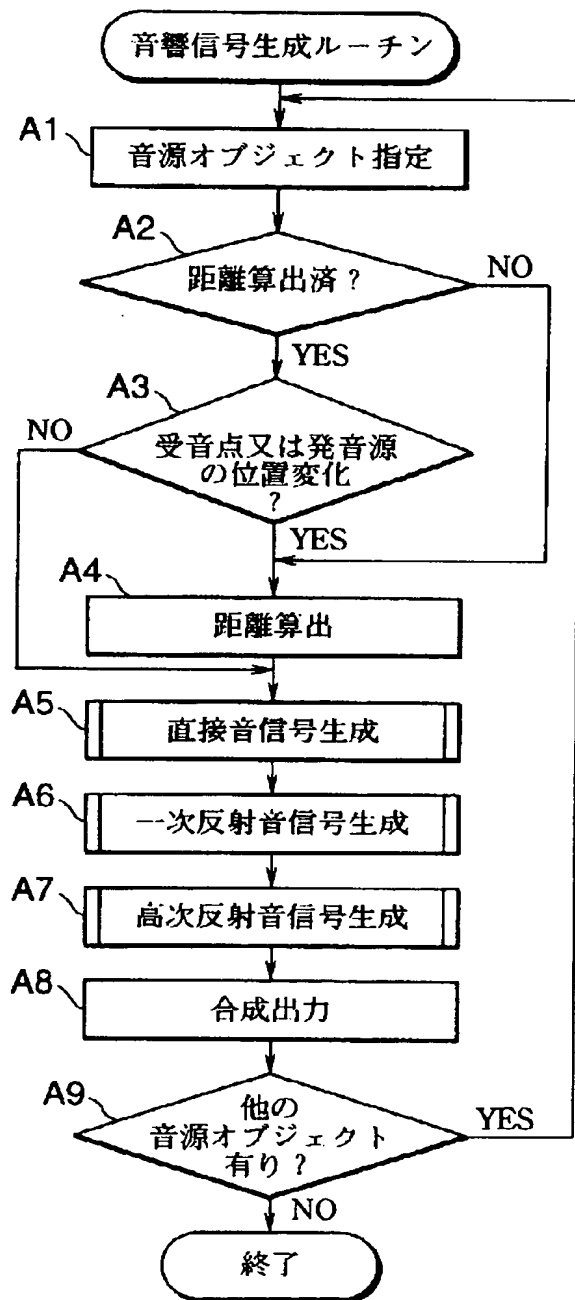 音響信号生成ルーチン
A1
音源オブジェクト指定
A2
距離算出済？
NO
YES
A3
NO
受音点又は発音源
の位置変化
？
YES
A4
距離算出
A5
直接音信号生成
A6
一次反射音信号生成
A7
高次反射音信号生成
A8
合成出力
A9
他の
音源オブジェクト
有り？
YES
NO
終了